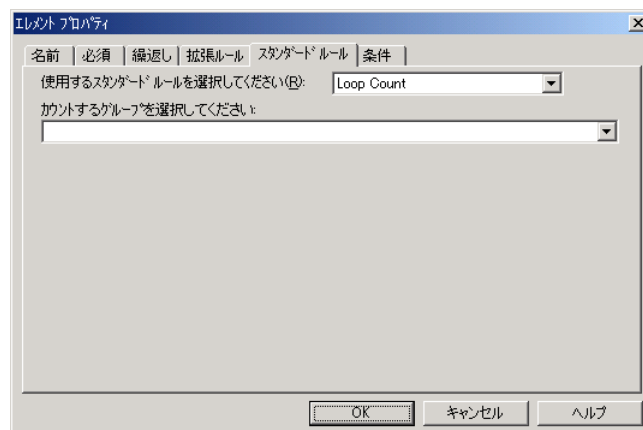 ｴﾚﾒﾝﾄ ﾌﾟﾛﾊﾟﾃｨ
名前 必須 繰返し 拡張ﾙｰﾙ ｽﾀﾝﾀﾞｰﾄﾞ ﾙｰﾙ 条件
使用するｽﾀﾝﾀﾞｰﾄﾞ ﾙｰﾙを選択してください(R): Loop Count
ｶｳﾝﾄするｸﾞﾙｰﾌﾟを選択してください:
OK キャンセル ヘルプ